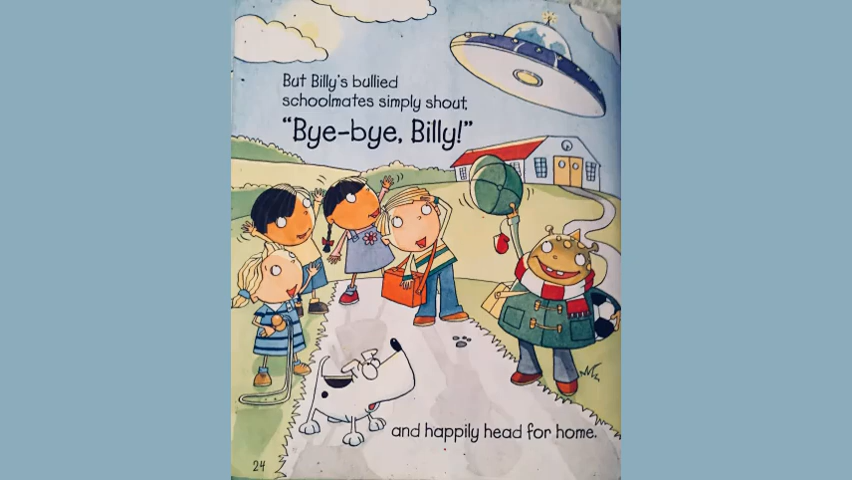 But Billy's bullied
schoolmates simply shout,
"Bye-bye, Billy!"
and happily head for home.
24